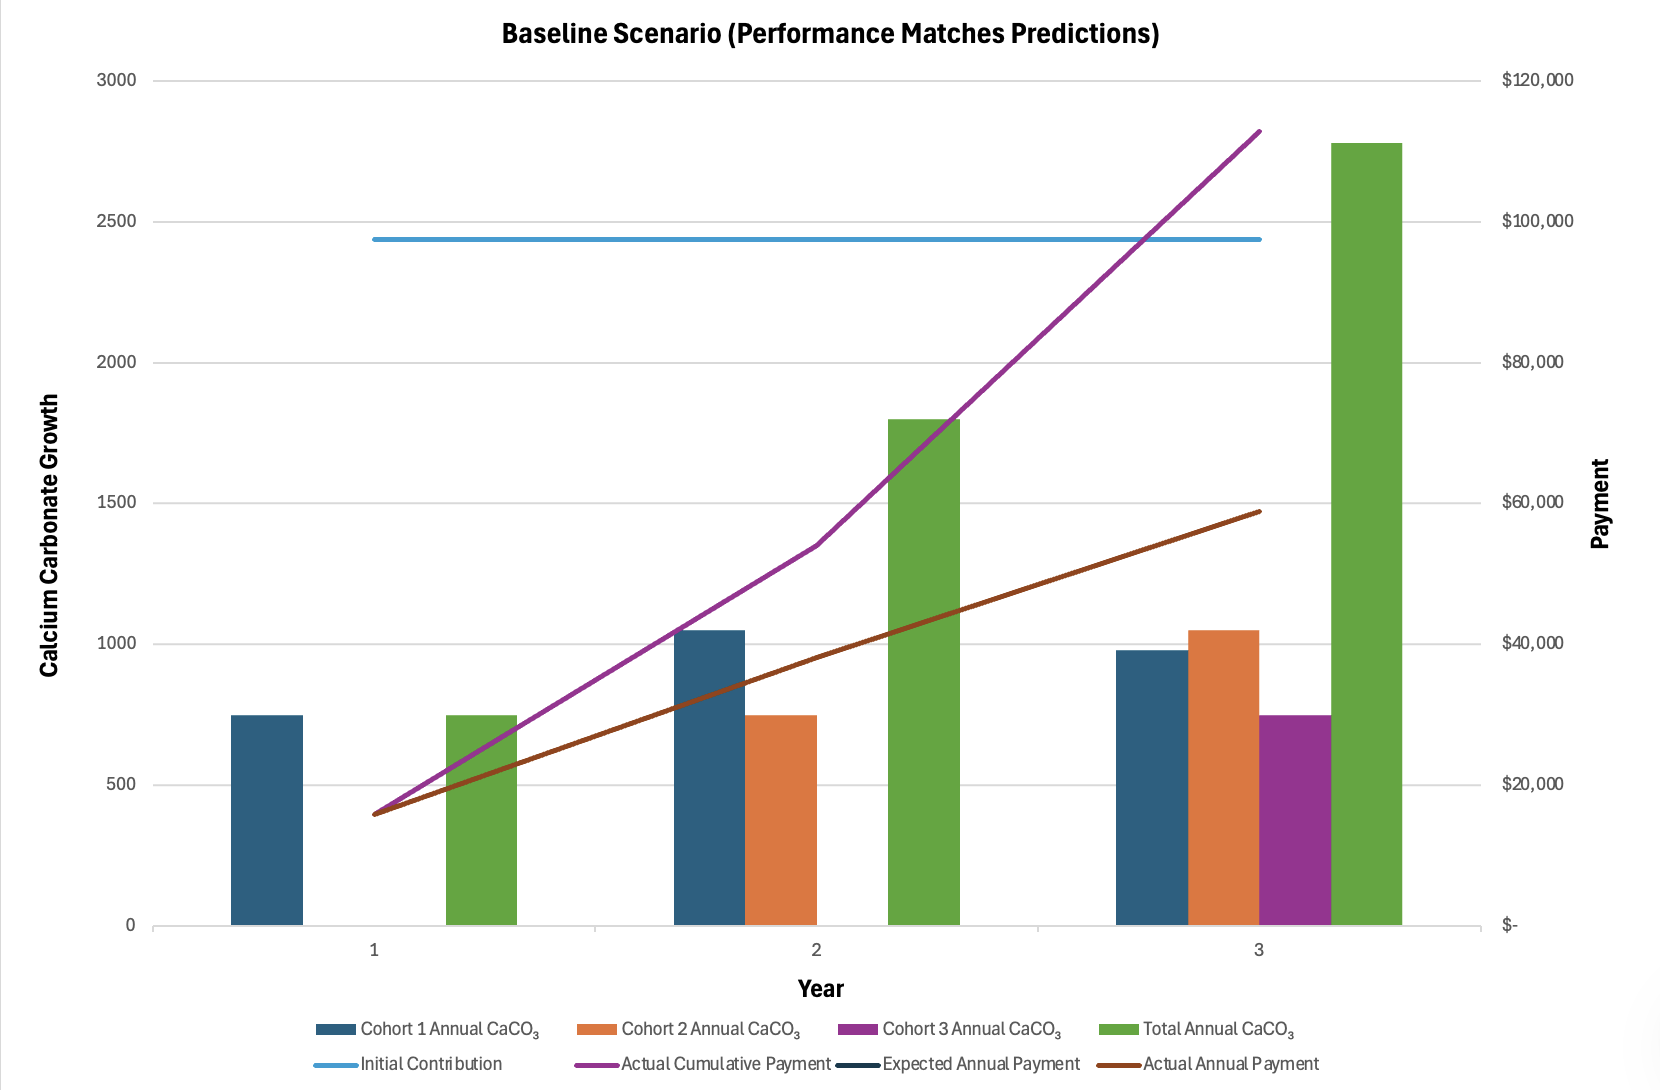 Baseline Scenario (Performance Matches Predictions)
3000
2500
2000
1500
1000
500
0
Calcium Carbonate Growth
$120,000
$100,000
$80,000
$60,000
$40,000
$20,000
$-
Payment
1 2 3
Year
Cohort 1 Annual CaCO₃ Cohort 2 Annual CaCO₃ Cohort 3 Annual CaCO₃ Total Annual CaCO₃
Initial Contribution Actual Cumulative Payment Expected Annual Payment Actual Annual Payment